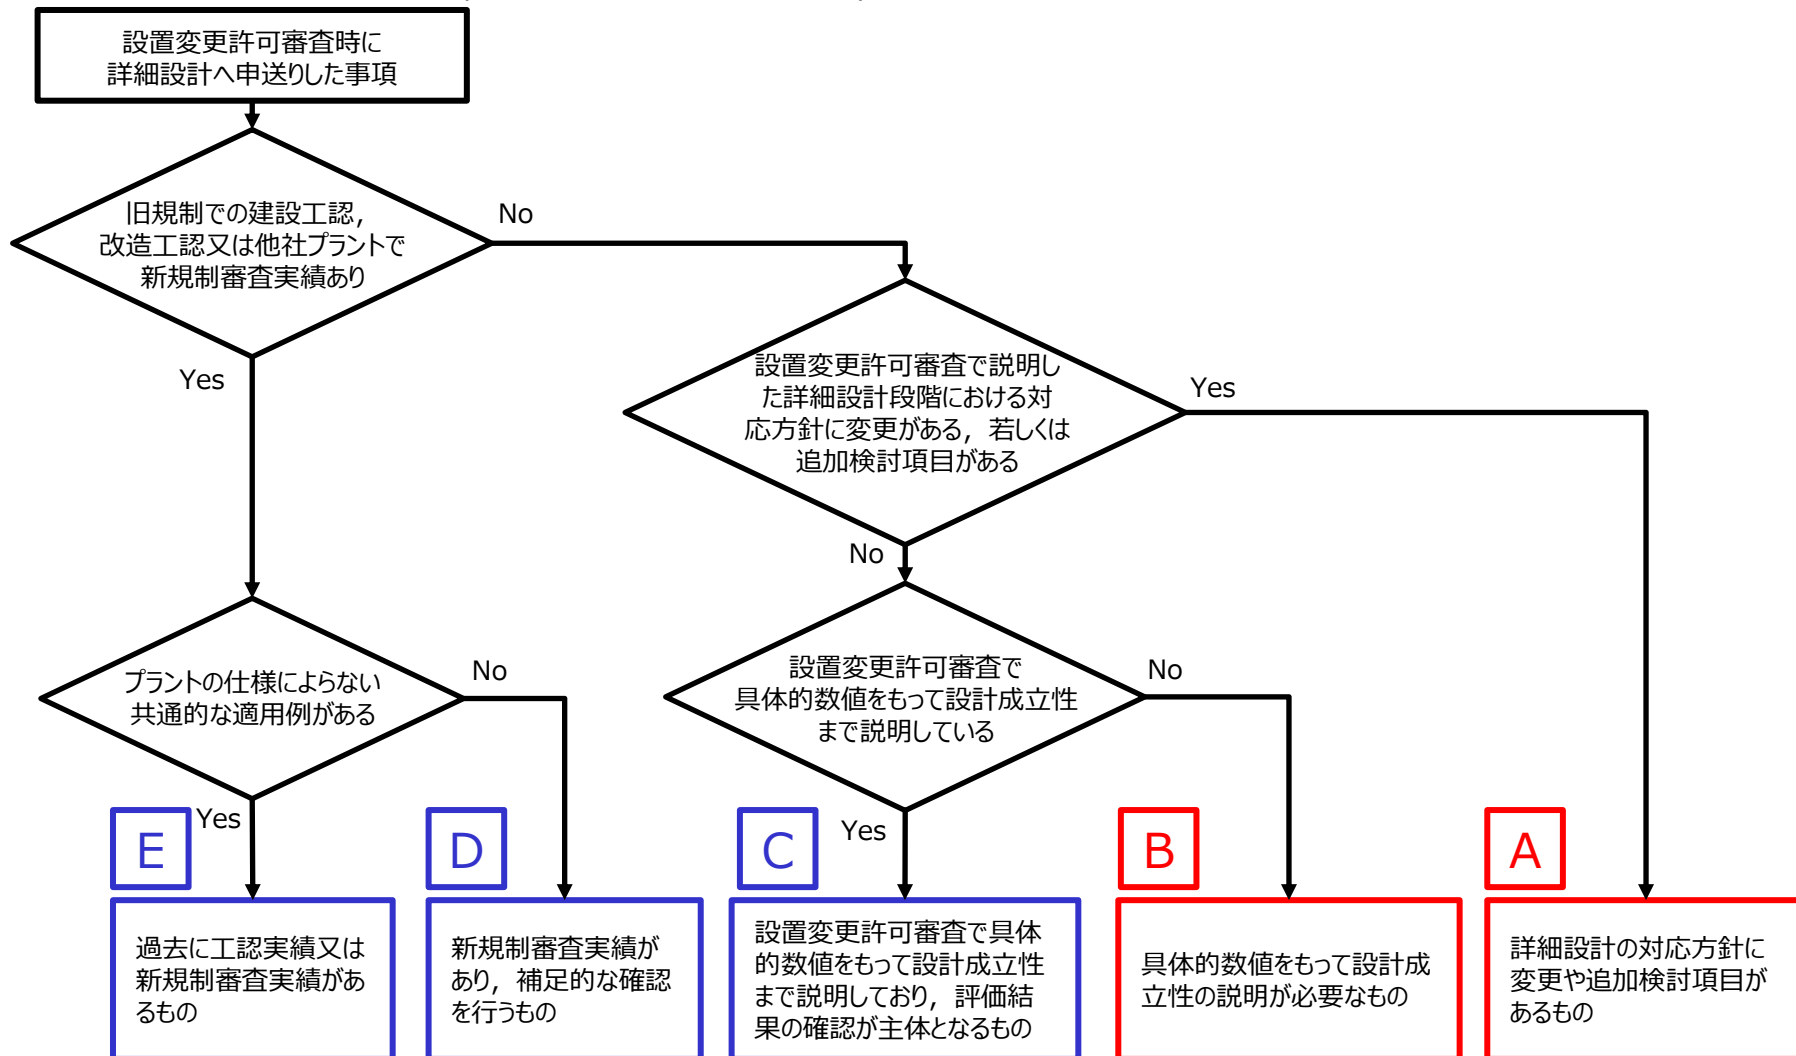 設置変更許可審査時に
詳細設計へ申送りした事項
旧規制での建設工認，
改造工認又は他社プラントで
新規制審査実績あり
No
Yes
設置変更許可審査で説明し
た詳細設計段階における対
応方針に変更がある，若しくは
追加検討項目がある
Yes
No
プラントの仕様によらない
共通的な適用例がある
No
Yes
設置変更許可審査で
具体的数値をもって設計成立性
まで説明している
No
Yes
E
過去に工認実績又は
新規制審査実績があ
るもの
D
新規制審査実績が
あり，補足的な確認
を行うもの
C
設置変更許可審査で具体
的数値をもって設計成立性
まで説明しており，評価結
果の確認が主体となるもの
B
具体的数値をもって設計成
立性の説明が必要なもの
A
詳細設計の対応方針に
変更や追加検討項目が
あるもの